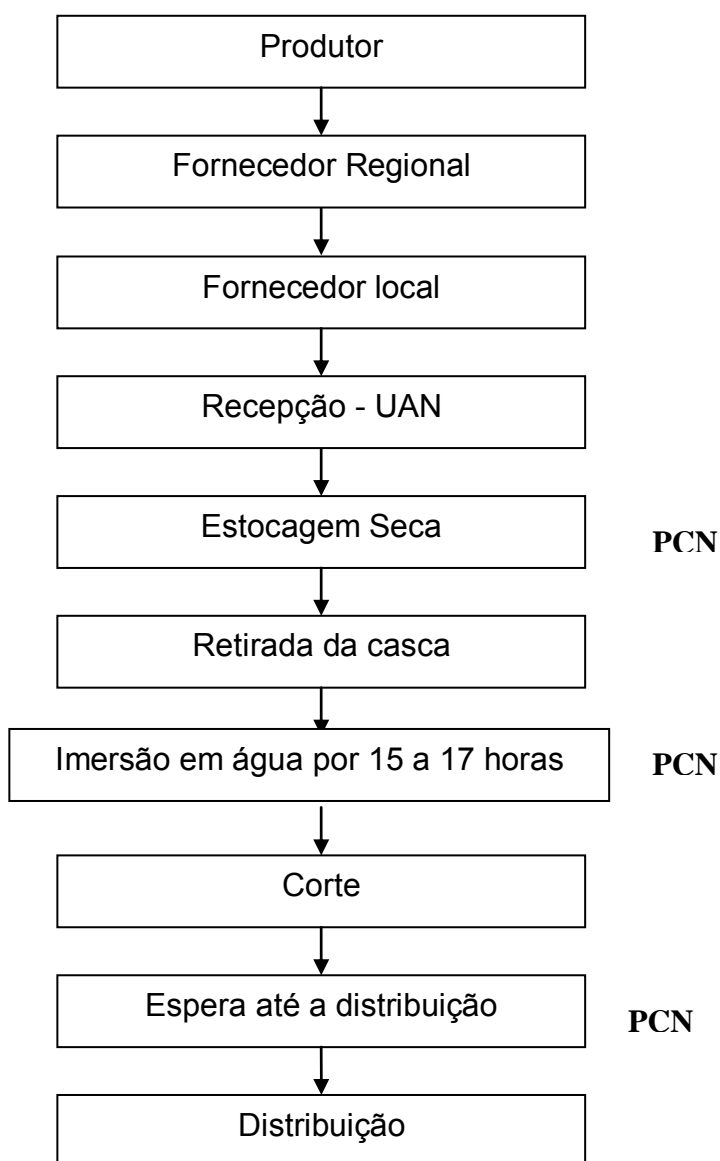 Produtor
Fornecedor Regional
Fornecedor local
Recepção - UAN
Estocagem Seca
PCN
Retirada da casca
Imersão em água por 15 a 17 horas
PCN
Corte
Espera até a distribuição
PCN
Distribuição